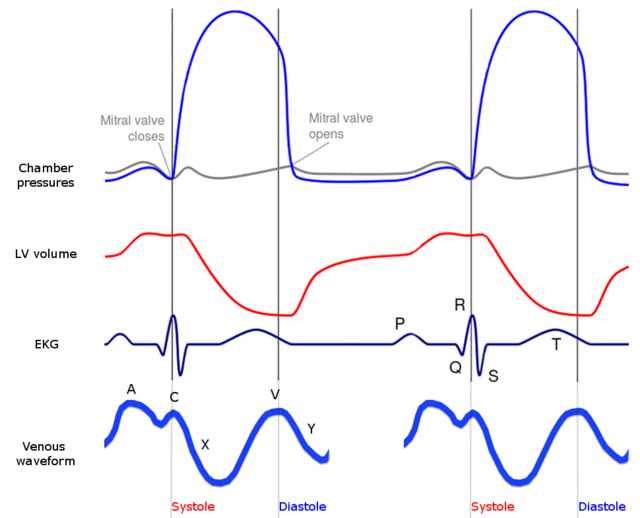 Mitral valve
closes
Mitral valve
opens
Chamber
pressures
LV volume
EKG
P
Q
R
S
T
A
C
X
V
Y
Venous
waveform
Systole
Diastole
Systole
Diastole